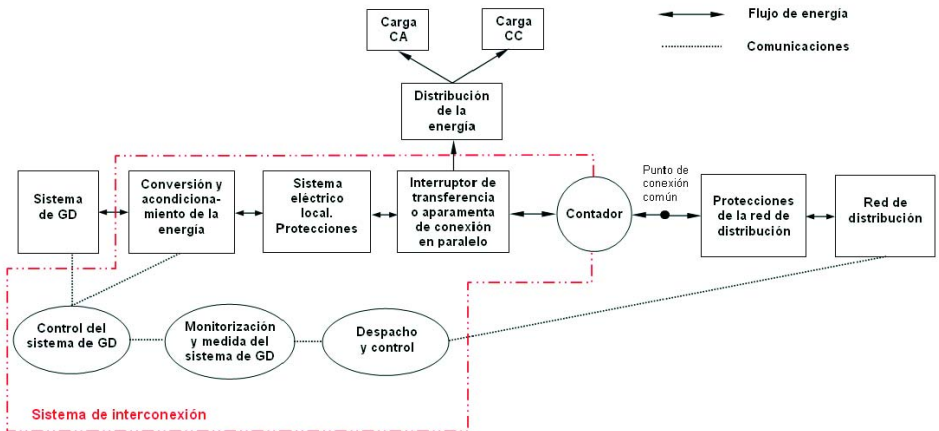 Carga
CA
Carga
CC
Flujo de energía
Comunicaciones
Distribución
de la
energía
Sistema
de GD
Conversión y
acondiciona-
miento de la
energía
Sistema
eléctrico
local.
Protecciones
Interruptor de
transferencia
o aparamenta
de conexión
en paralelo
Contador
Punto de
conexión
común
Protecciones
de la red de
distribución
Red de
distribución
Control del
sistema de GD
Monitorización
y medida del
sistema de GD
Despacho
y control
Sistema de interconexión